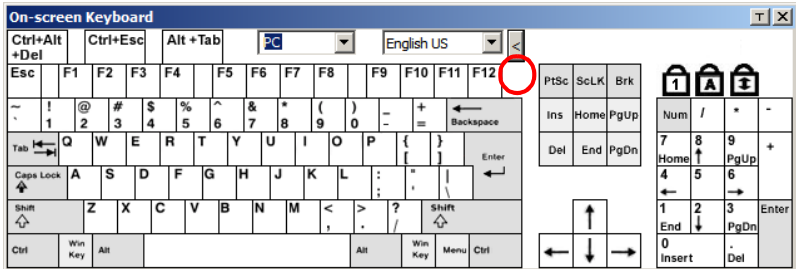 On-screen Keyboard
Ctrl+Alt
+Del
Ctrl+Esc
Alt +Tab
PC
English US
<
Esc F1 F2 F3 F4 F5 F6 F7 F8 F9 F10 F11 F12
PtSc ScLK Brk
1 A
~ ! @ # $ % ^ & * ( ) _ +
` 1 2 3 4 5 6 7 8 9 0 - = Backspace
Ins Home PgUp
Num / * -
Tab Q W E R T Y U I O P { }
[ ]
Enter
Del End PgDn
7 8 9 +
Home PgUp
Caps Lock A S D F G H J K L : " |
; ' \
4 5 6
Shift Z X C V B N M < > ? Shift
, . /
1 2 3 Enter
End PgDn
Ctrl Win Key Alt Alt Win Key Menu Ctrl
0 .
Insert Del